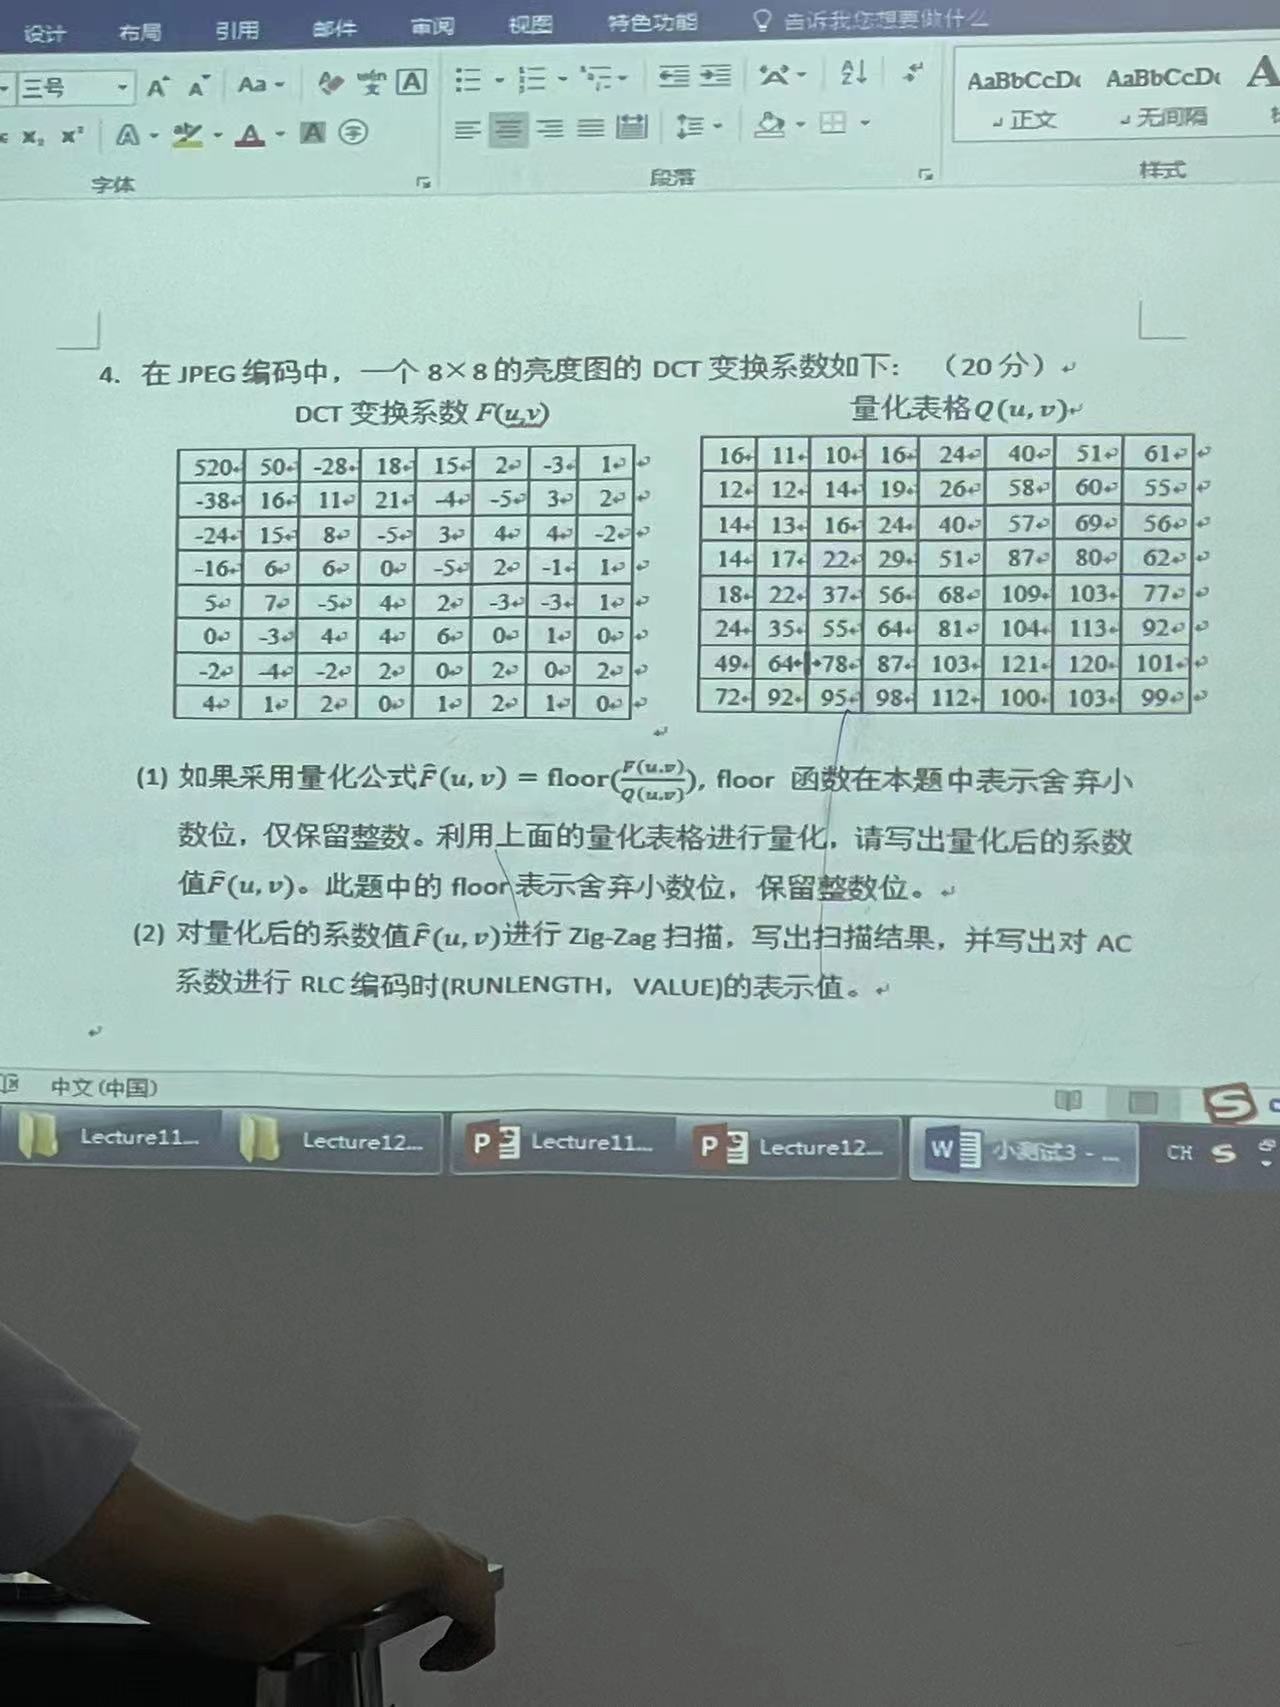 设计 布局 引用 邮件 审阅 视图 特色功能 告诉我您想要做什么
三号 A A Aa wén 文 A A Z AaBbCcD AaBbCcD A
X₂ X² A aby A A 字 正文 无间隔
字体 段落 样式
4. 在 JPEG 编码中，一个 8×8 的亮度图的 DCT 变换系数如下： （20 分）
DCT 变换系数 F(u,v) 量化表格 Q(u, v)
520 50 -28 18 15 2 -3 1 16 11 10 16 24 40 51 61
-38 16 11 21 -4 -5 3 2 12 12 14 19 26 58 60 55
-24 15 8 -5 3 4 4 -2 14 13 16 24 40 57 69 56
-16 6 6 0 -5 2 -1 1 14 17 22 29 51 87 80 62
5 7 -5 4 2 -3 -3 1 18 22 37 56 68 109 103 77
0 -3 4 4 6 0 1 0 24 35 55 64 81 104 113 92
-2 -4 -2 2 0 2 0 2 49 64 78 87 103 121 120 101
4 1 2 0 1 2 1 0 72 92 95 98 112 100 103 99
(1) 如果采用量化公式F̂(u, v) = floor(F(u,v)/Q(u,v)), floor 函数在本题中表示舍弃小
数位，仅保留整数。利用上面的量化表格进行量化，请写出量化后的系数
值F̂(u, v)。此题中的 floor 表示舍弃小数位，保留整数位。
(2) 对量化后的系数值F̂(u, v)进行 Zig-Zag 扫描，写出扫描结果，并写出对 AC
系数进行 RLC 编码时(RUNLENGTH，VALUE)的表示值。
中文(中国)
Lecture11... Lecture12... Lecture11... Lecture12... 小测试3 - ... CH S